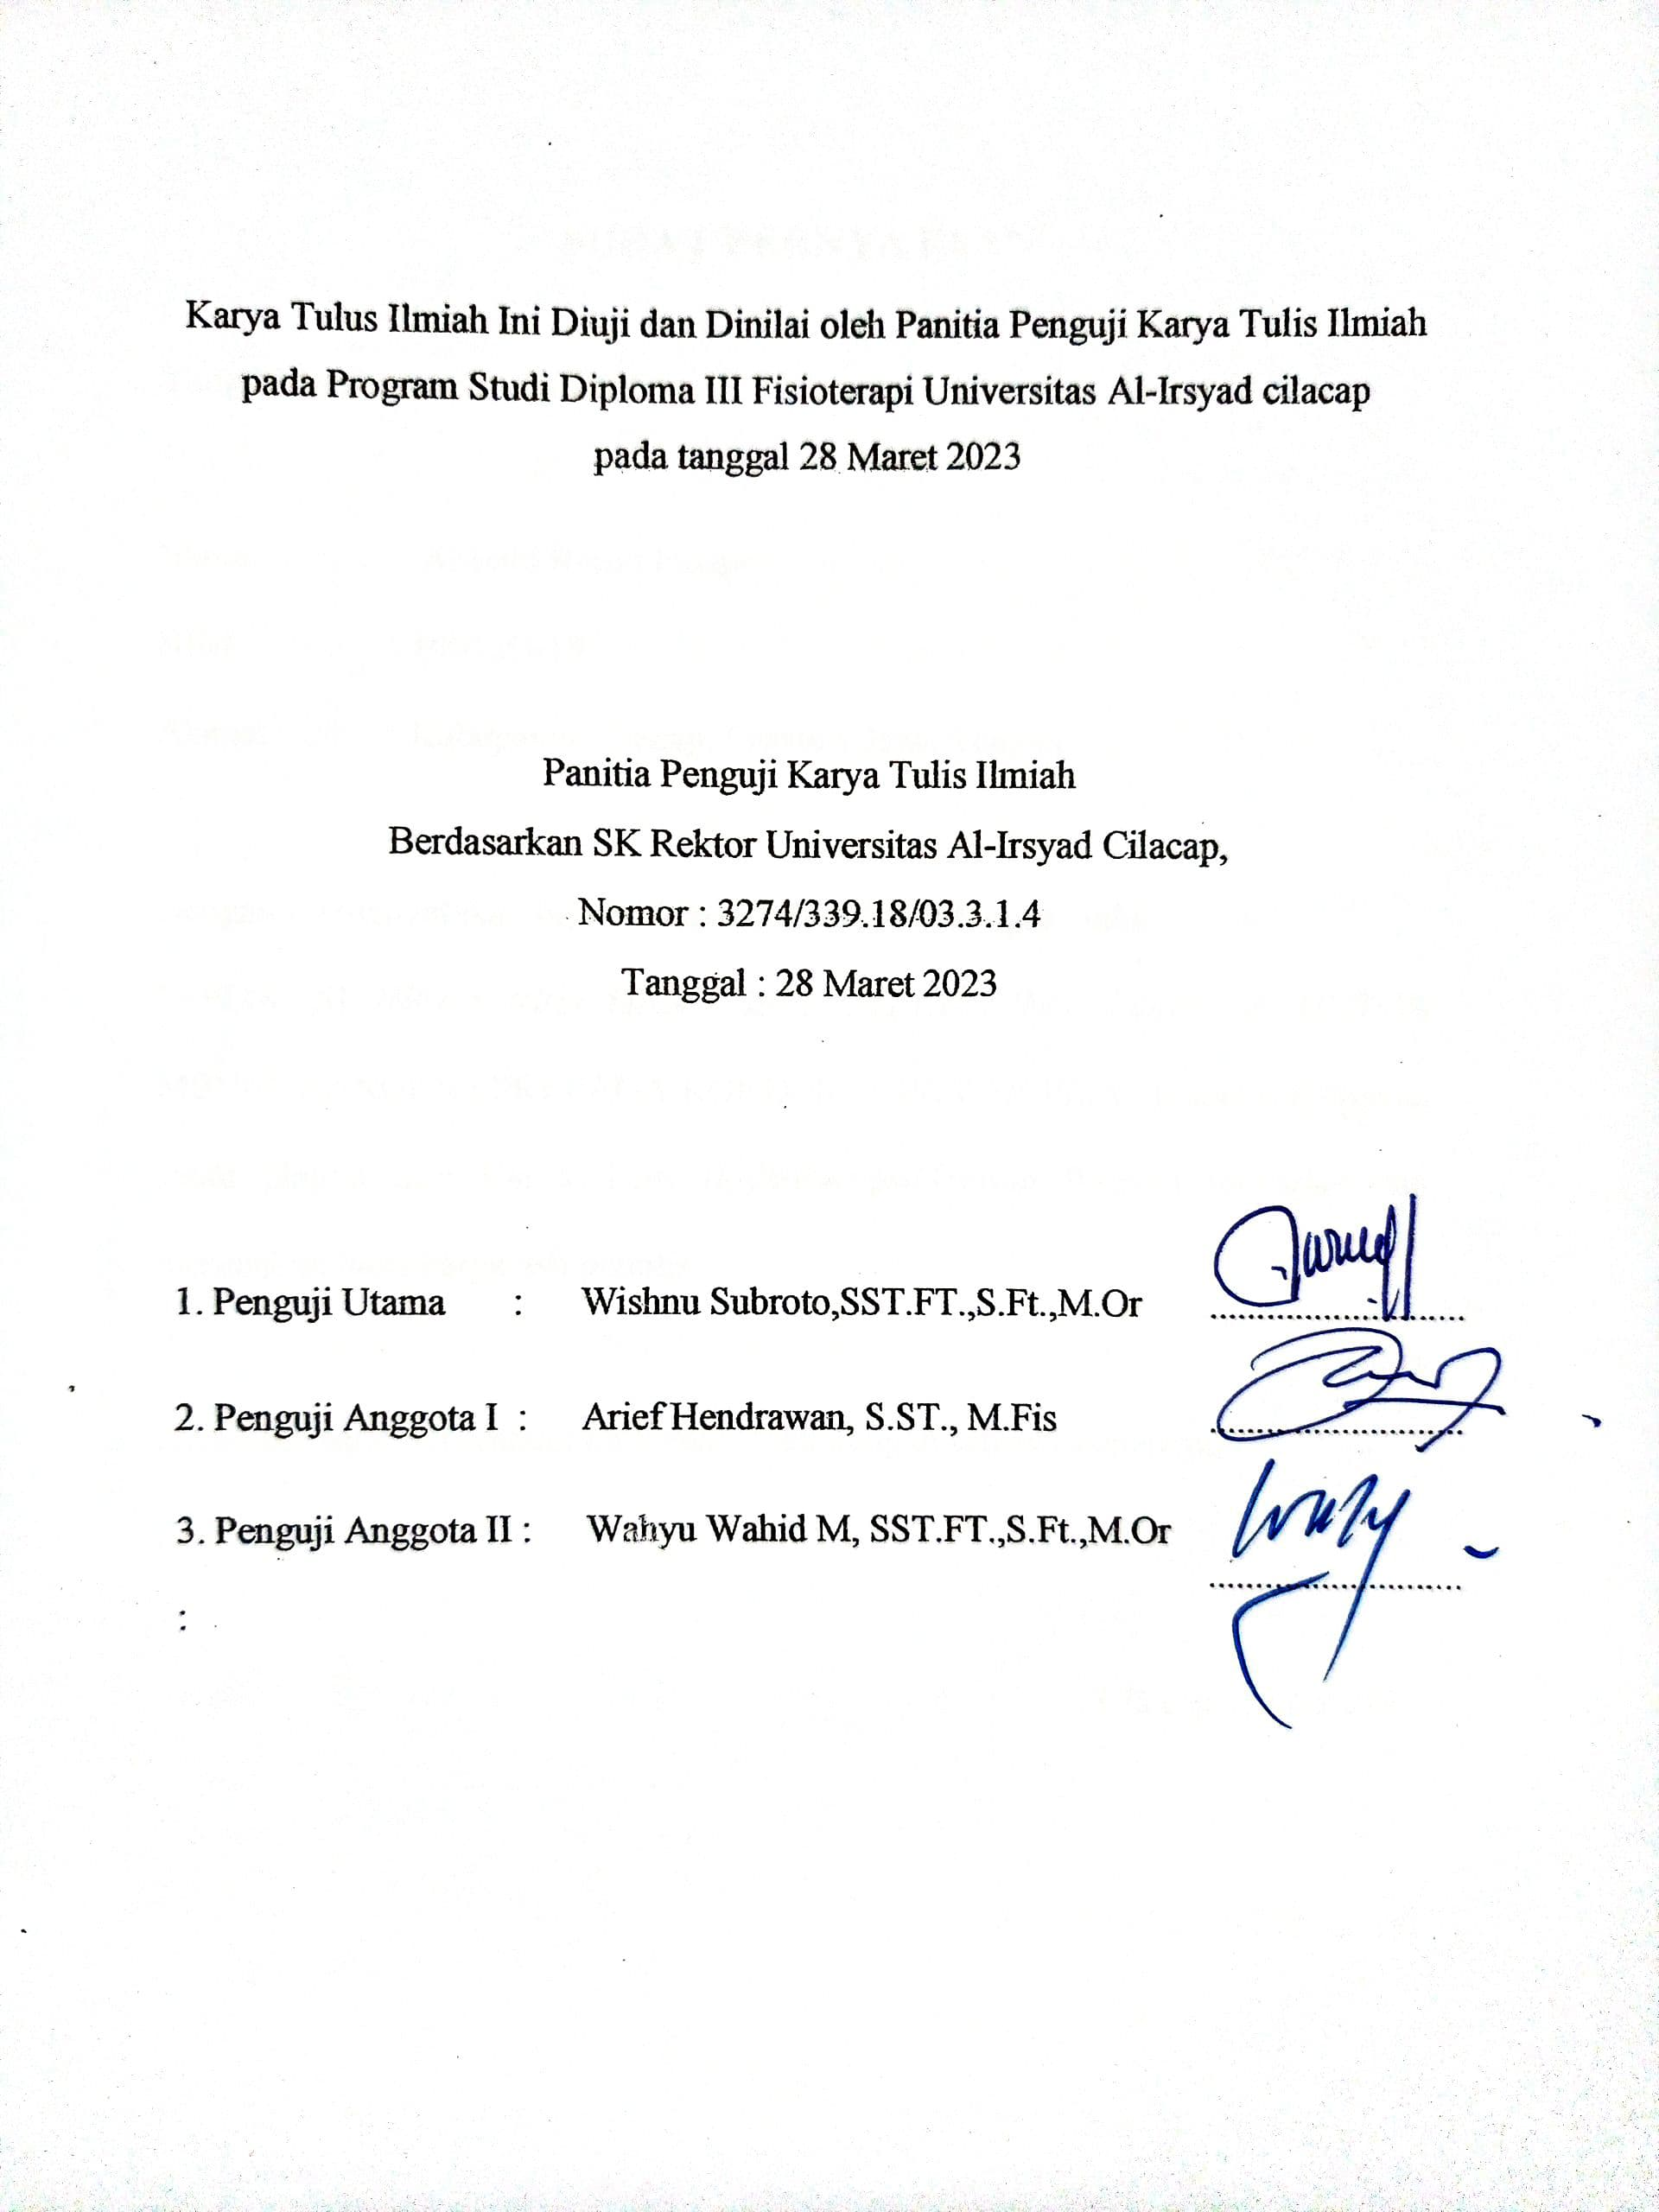 Karya Tulus Ilmiah Ini Diuji dan Dinilai oleh Panitia Penguji Karya Tulis Ilmiah
pada Program Studi Diploma III Fisioterapi Universitas Al-Irsyad cilacap
pada tanggal 28 Maret 2023
Panitia Penguji Karya Tulis Ilmiah
Berdasarkan SK Rektor Universitas Al-Irsyad Cilacap,
Nomor : 3274/339.18/03.3.1.4
Tanggal : 28 Maret 2023
1. Penguji Utama : Wishnu Subroto,SST.FT.,S.Ft.,M.Or ............................
2. Penguji Anggota I : Arief Hendrawan, S.ST., M.Fis ............................
3. Penguji Anggota II : Wahyu Wahid M, SST.FT.,S.Ft.,M.Or
............................
: